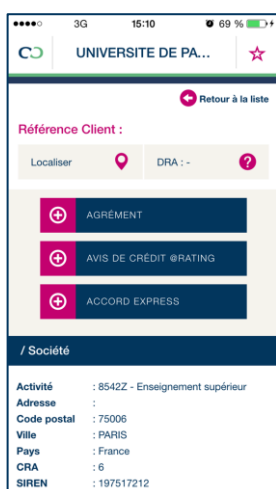 3G 15:10 69 %
UNIVERSITE DE PA...
Retour à la liste
Référence Client :
Localiser DRA : - ?
AGRÉMENT
AVIS DE CRÉDIT @RATING
ACCORD EXPRESS
/ Société
Activité : 8542Z - Enseignement supérieur
Adresse :
Code postal : 75006
Ville : PARIS
Pays : France
CRA : 6
SIREN : 197517212